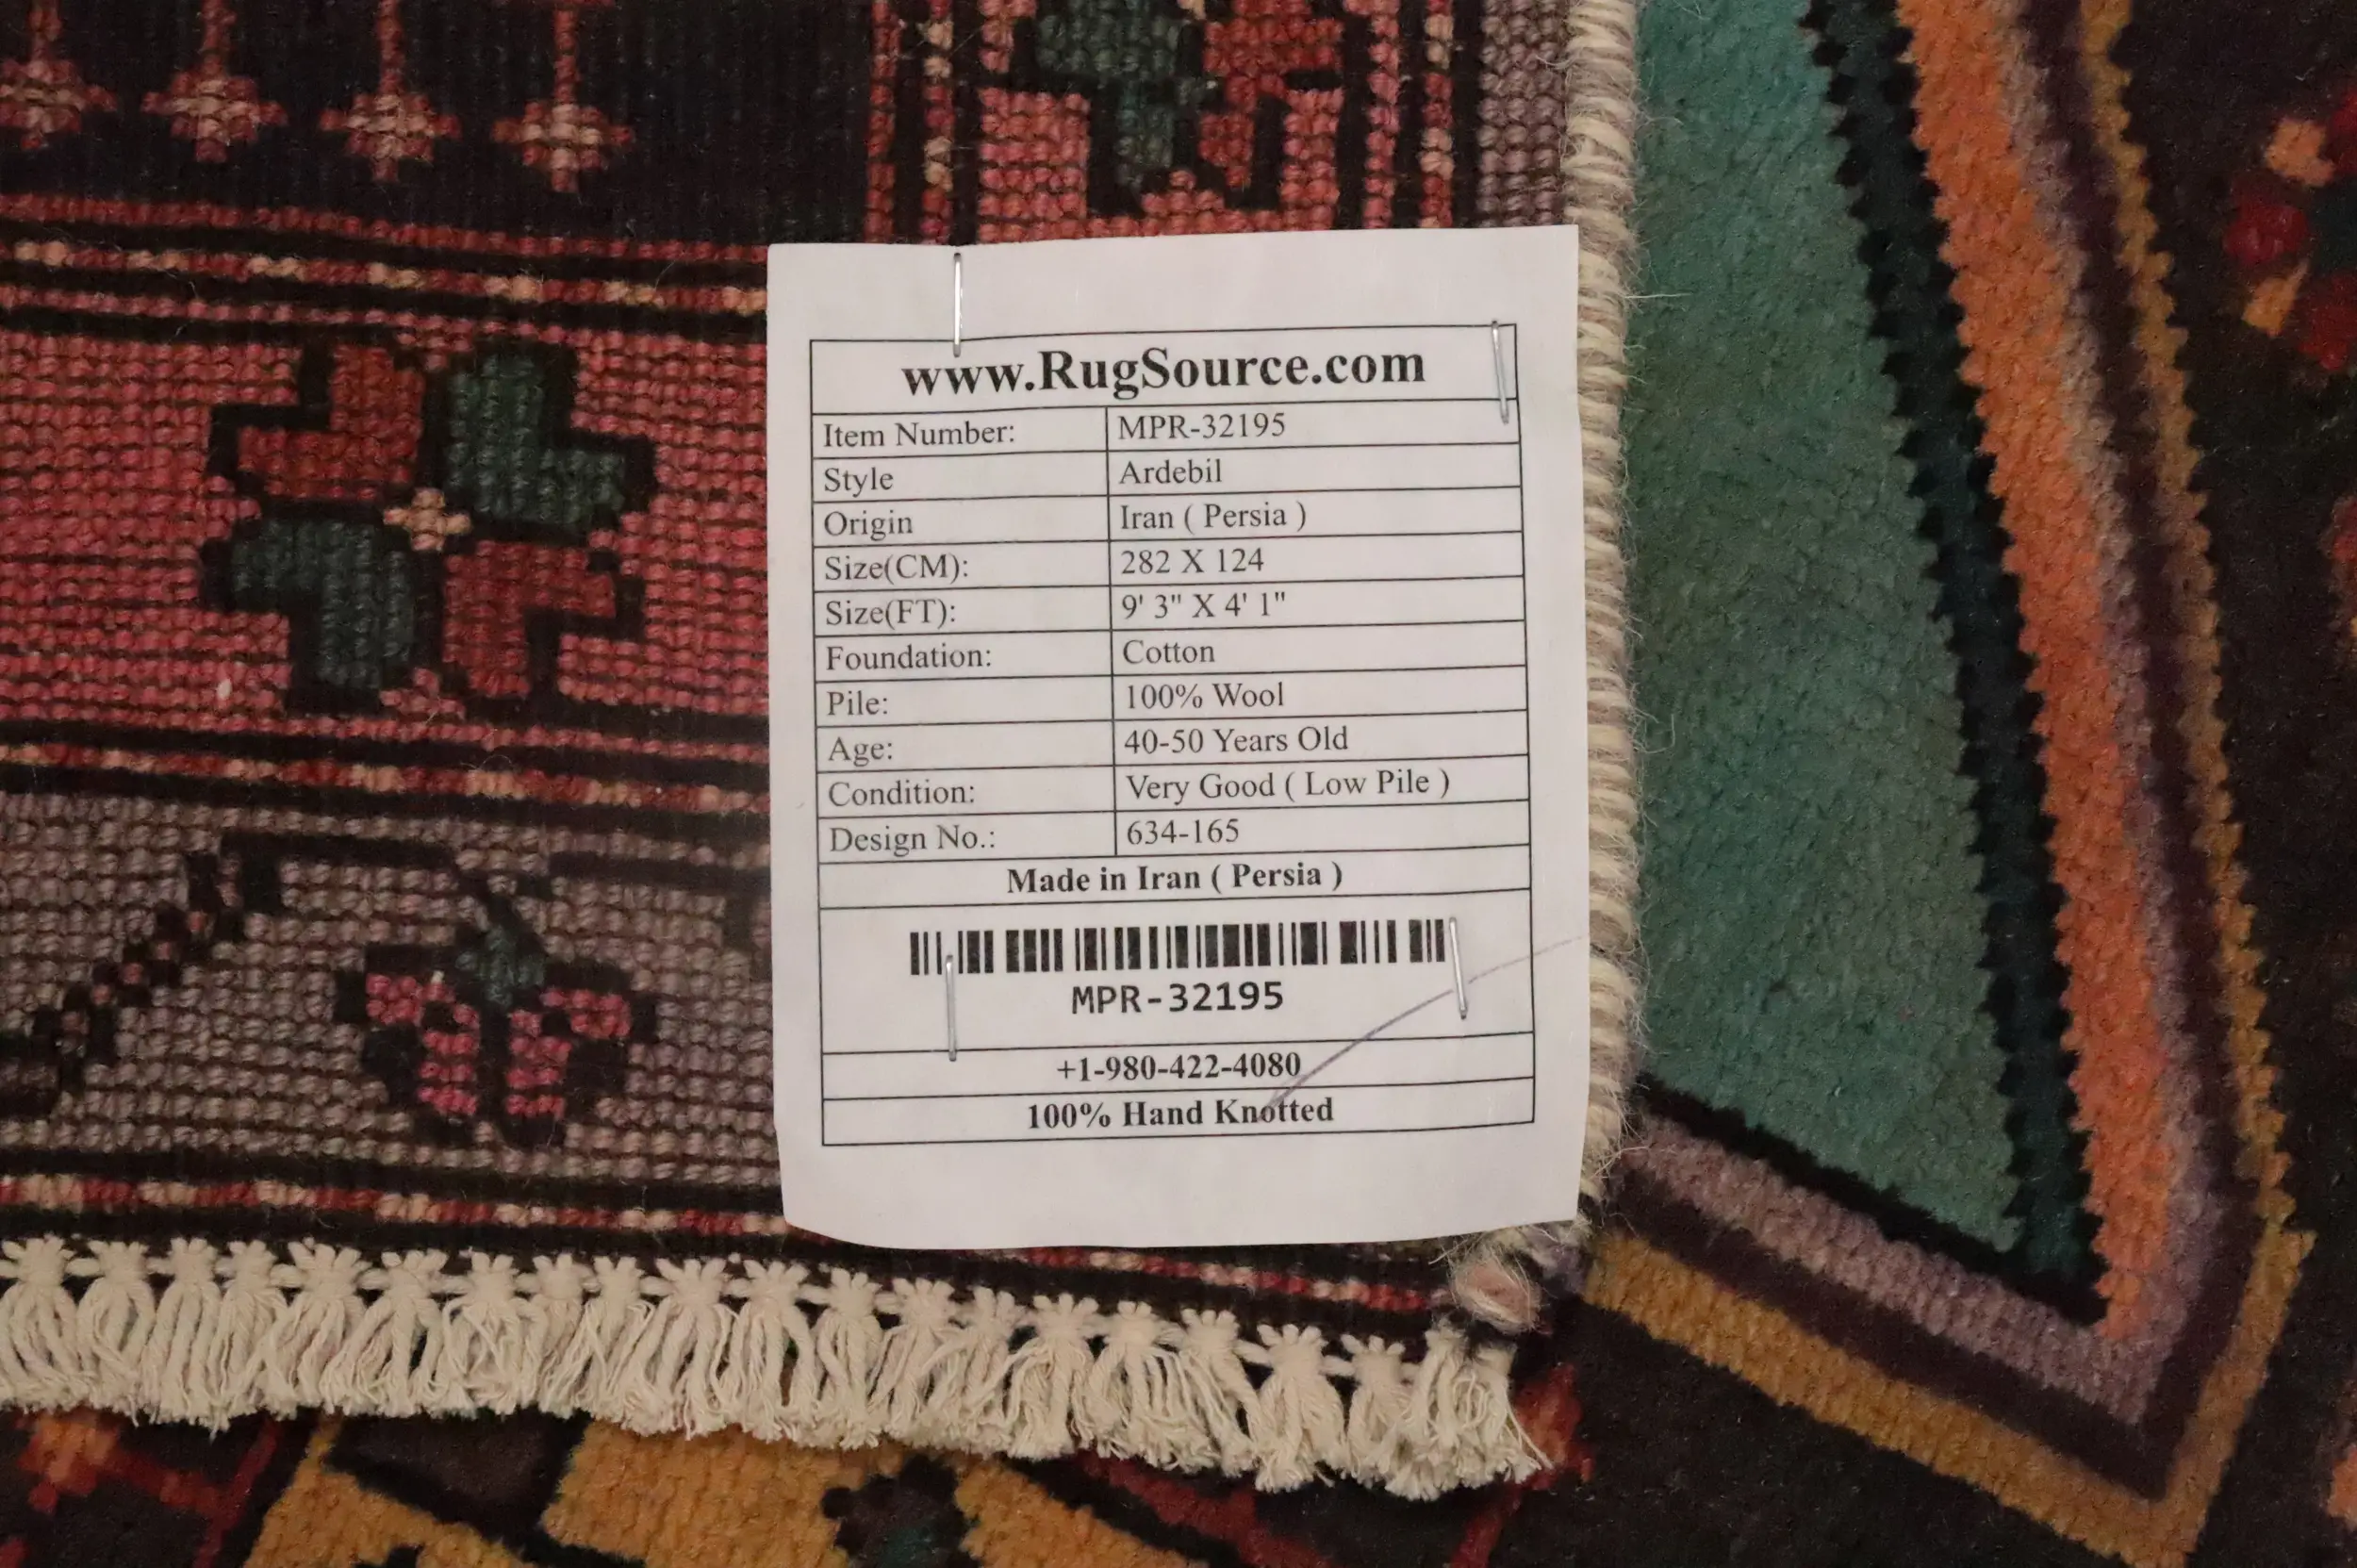 www.RugSource.com
Item Number: MPR-32195
Style Ardebil
Origin Iran ( Persia )
Size(CM): 282 X 124
Size(FT): 9' 3" X 4' 1"
Foundation: Cotton
Pile: 100% Wool
Age: 40-50 Years Old
Condition: Very Good ( Low Pile )
Design No.: 634-165
Made in Iran ( Persia )
MPR-32195
+1-980-422-4080
100% Hand Knotted